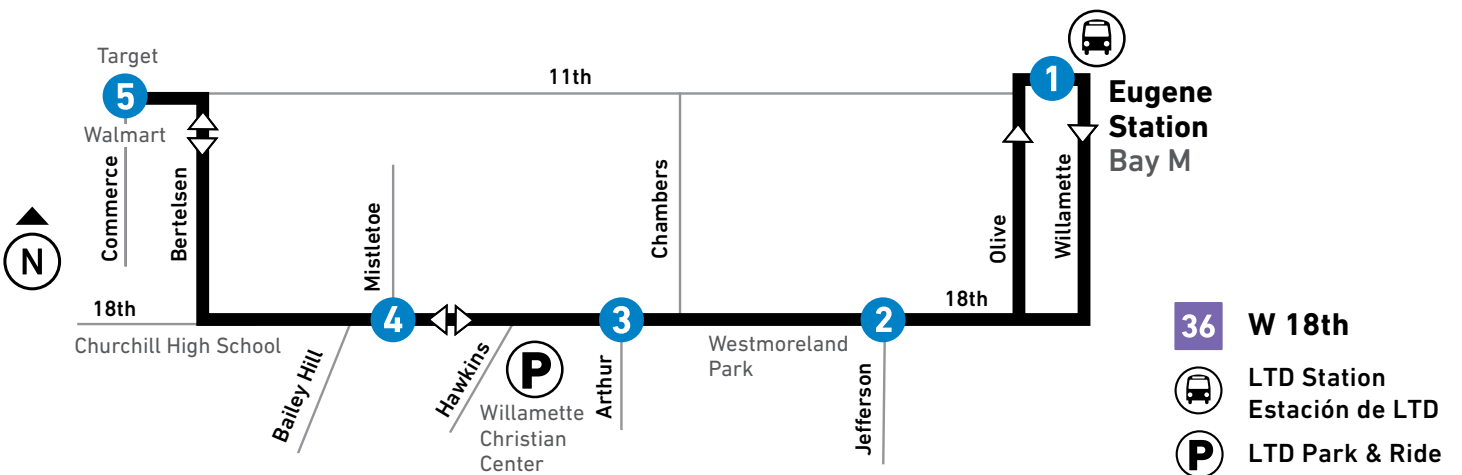 Target
5
Walmart
Commerce
Bertelsen
N
18th
Churchill High School
11th
Mistletoe
4
Bailey Hill
Hawkins
P
Willamette
Christian
Center
3
Arthur
Chambers
Westmoreland
Park
2
Jefferson
18th
Olive
Willamette
1
Eugene
Station
Bay M
36 W 18th
LTD Station
Estación de LTD
P LTD Park & Ride